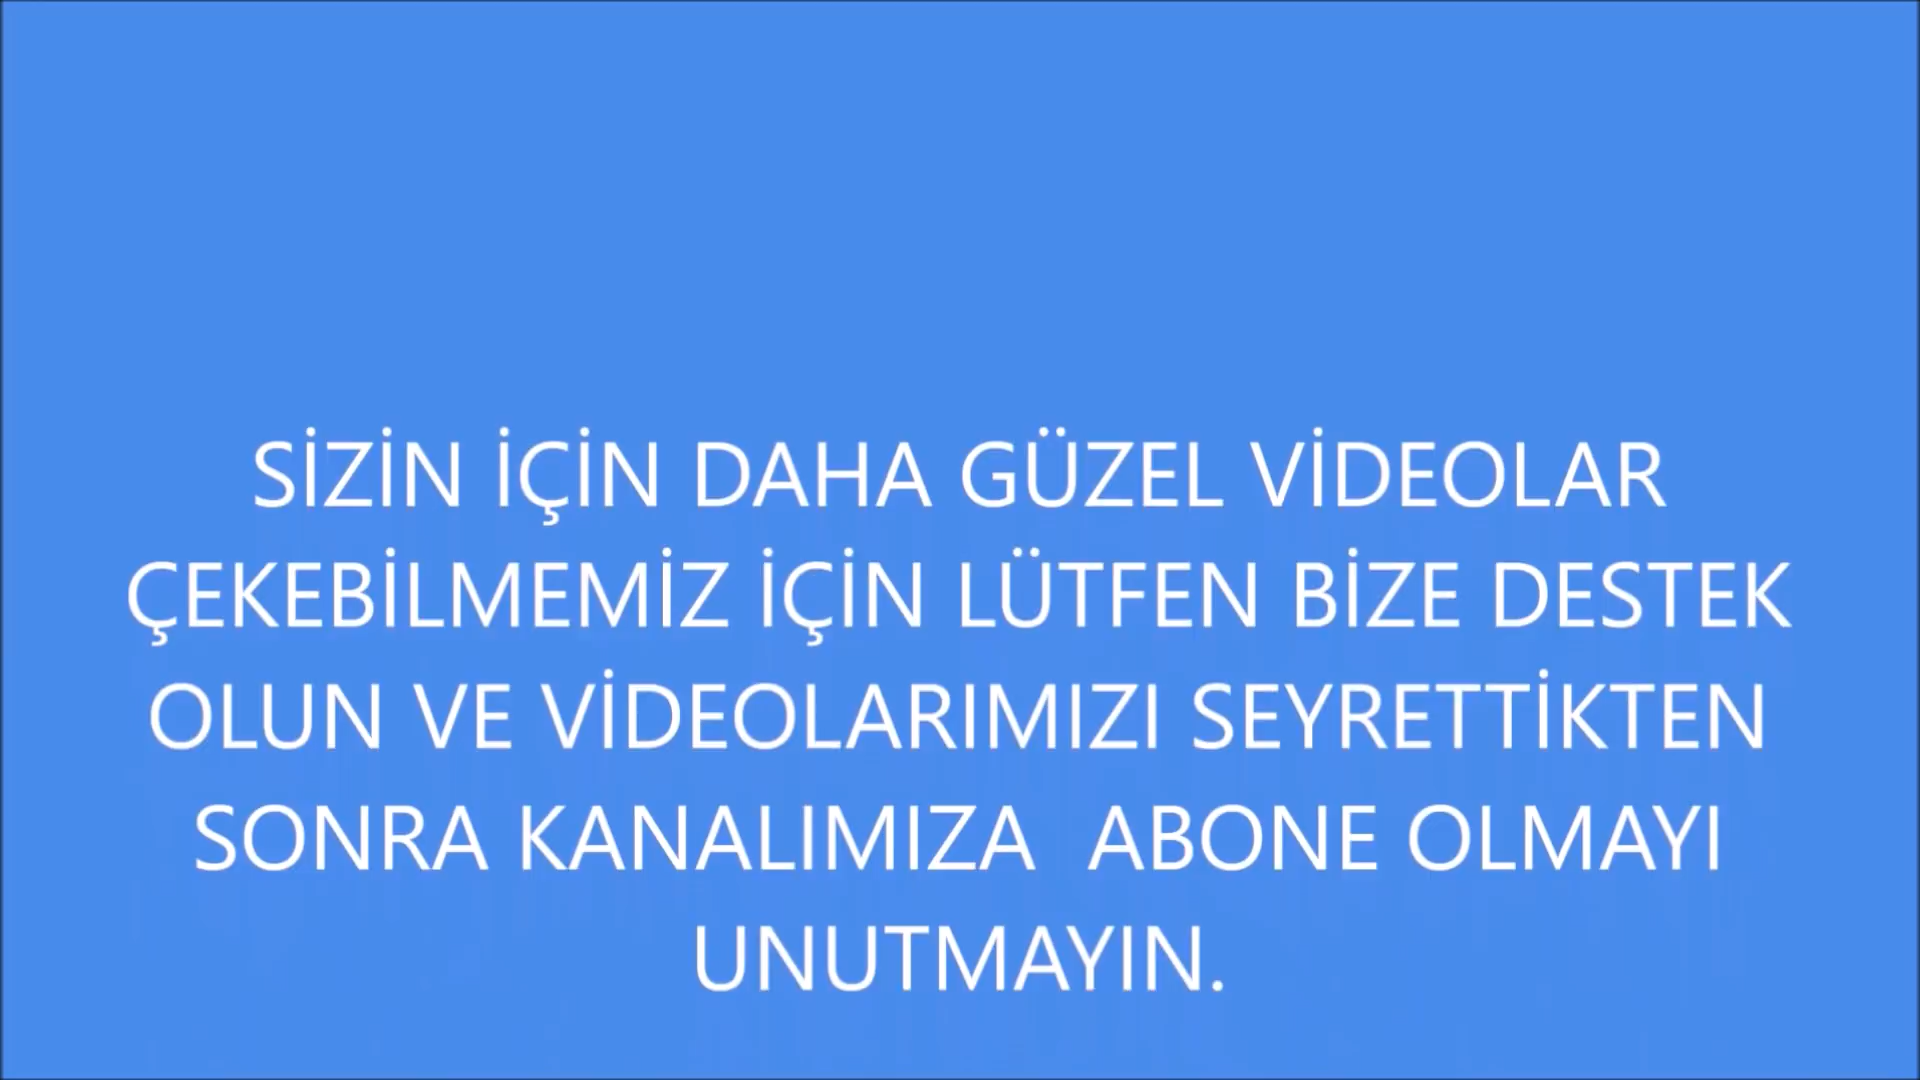 SİZİN İÇİN DAHA GÜZEL VİDEOLAR
ÇEKEBİLMEMİZ İÇİN LÜTFEN BİZE DESTEK
OLUN VE VİDEOLARIMIZI SEYRETTİKTEN
SONRA KANALIMIZA  ABONE OLMAYI
UNUTMAYIN.